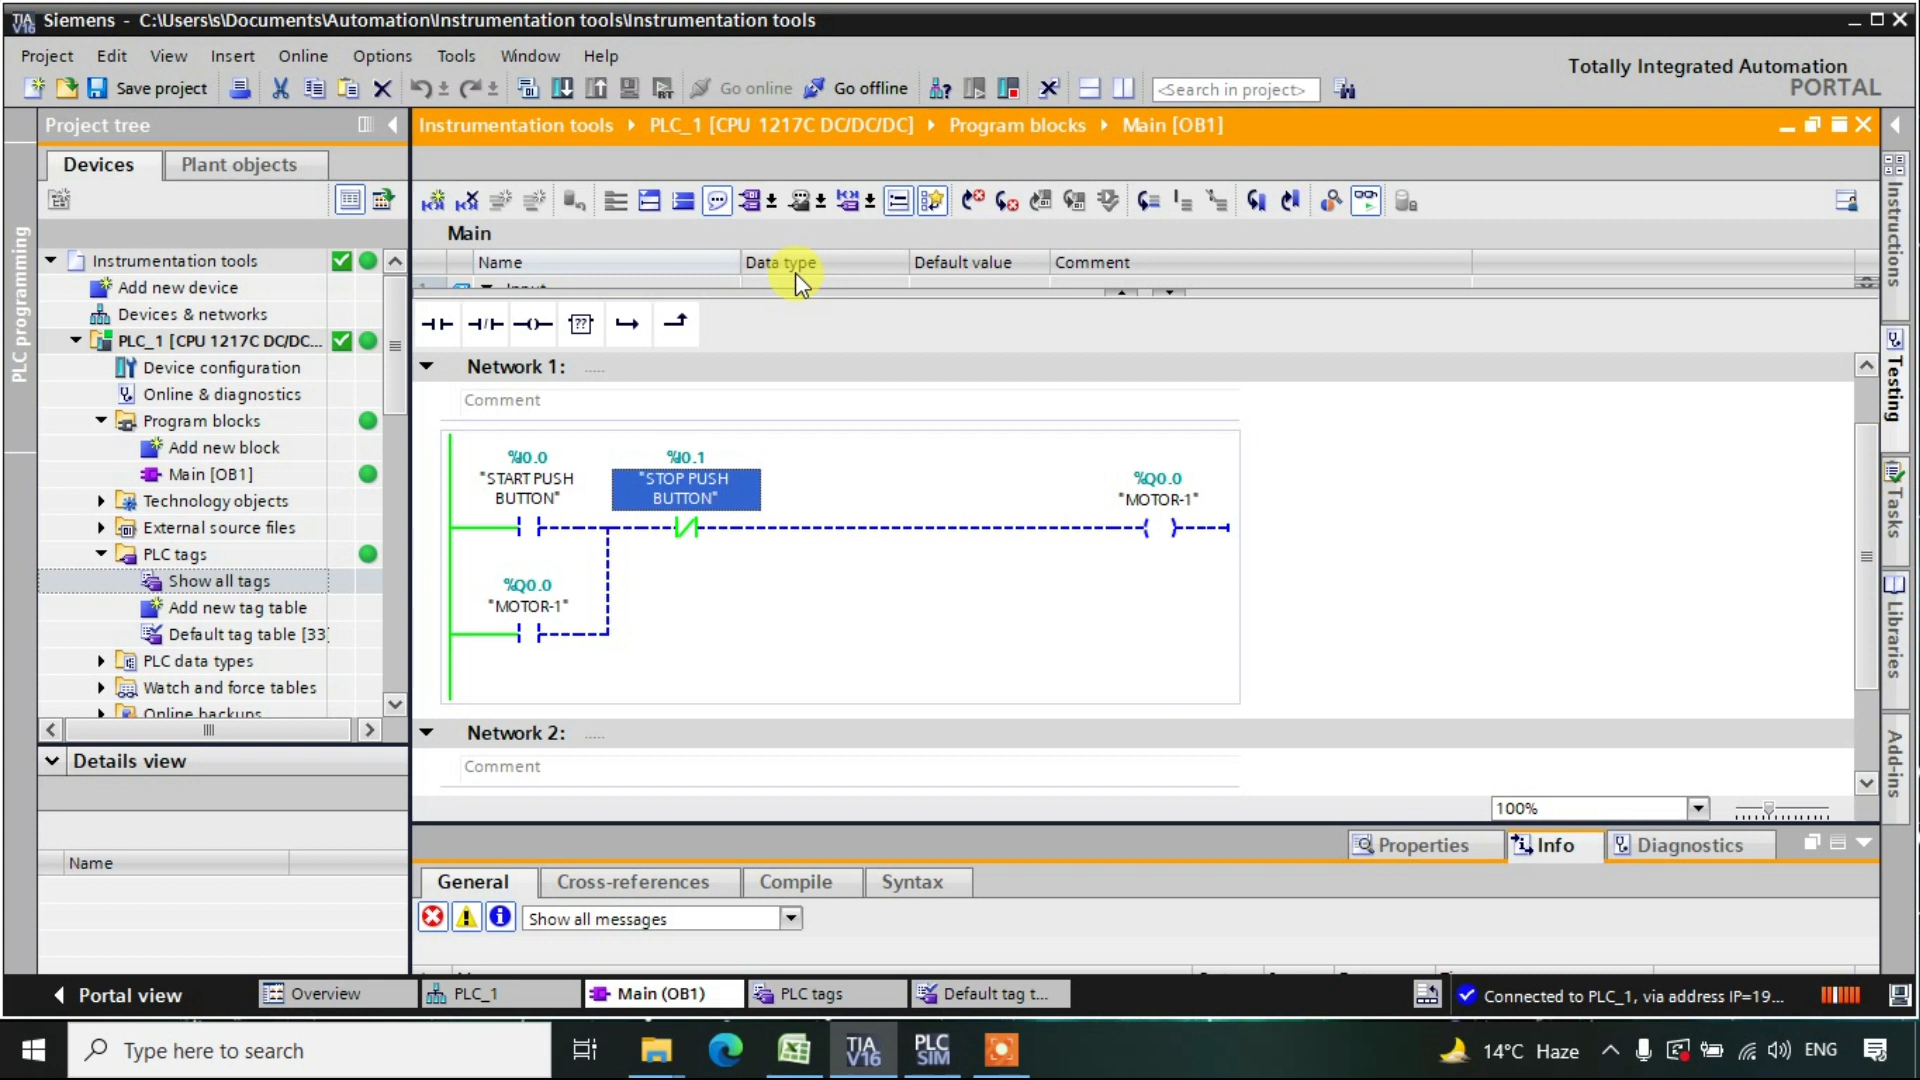 TIA V16 Siemens - C:\Users\s\Documents\Automation\Instrumentation tools\Instrumentation tools
Project Edit View Insert Online Options Tools Window Help
Totally Integrated Automation
PORTAL
Save project Go online Go offline <Search in project>
Project tree
Instrumentation tools PLC_1 [CPU 1217C DC/DC/DC] Program blocks Main [OB1]
Devices Plant objects
PLC programming
Instrumentation tools
Add new device
Devices & networks
PLC_1 [CPU 1217C DC/DC...
Device configuration
Online & diagnostics
Program blocks
Add new block
Main [OB1]
Technology objects
External source files
PLC tags
Show all tags
Add new tag table
Default tag table [33]
PLC data types
Watch and force tables
Online backups
Details view
Name
Main
Name Data type Default value Comment
1 Input
??
Network 1: .....
Comment
%I0.0
"START PUSH
BUTTON"
%I0.1
"STOP PUSH
BUTTON"
%Q0.0
"MOTOR-1"
%Q0.0
"MOTOR-1"
Network 2: .....
Comment
100%
Properties Info Diagnostics
General Cross-references Compile Syntax
Show all messages
Instructions
Testing
Tasks
Libraries
Add-ins
Portal view Overview PLC_1 Main (OB1) PLC tags Default tag t... Connected to PLC_1, via address IP=19...
Type here to search TIA V16 PLC SIM 14°C Haze ENG